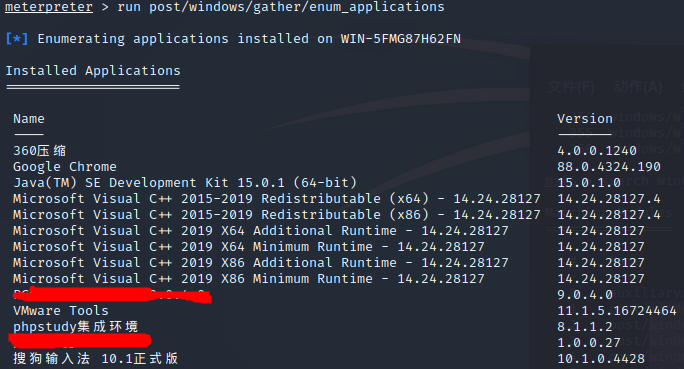 meterpreter > run post/windows/gather/enum_applications
[*] Enumerating applications installed on WIN-5FMG87H62FN
Installed Applications
======================
Name Version
---- -------
360压缩 4.0.0.1240
Google Chrome 88.0.4324.190
Java(TM) SE Development Kit 15.0.1 (64-bit) 15.0.1.0
Microsoft Visual C++ 2015-2019 Redistributable (x64) - 14.24.28127 14.24.28127.4
Microsoft Visual C++ 2015-2019 Redistributable (x86) - 14.24.28127 14.24.28127.4
Microsoft Visual C++ 2019 X64 Additional Runtime - 14.24.28127 14.24.28127
Microsoft Visual C++ 2019 X64 Minimum Runtime - 14.24.28127 14.24.28127
Microsoft Visual C++ 2019 X86 Additional Runtime - 14.24.28127 14.24.28127
Microsoft Visual C++ 2019 X86 Minimum Runtime - 14.24.28127 14.24.28127
9.0.4.0
VMware Tools 11.1.5.16724464
phpstudy集成环境 8.1.1.2
1.0.0.27
搜狗输入法 10.1正式版 10.1.0.4428
文件(F) 动作(A)